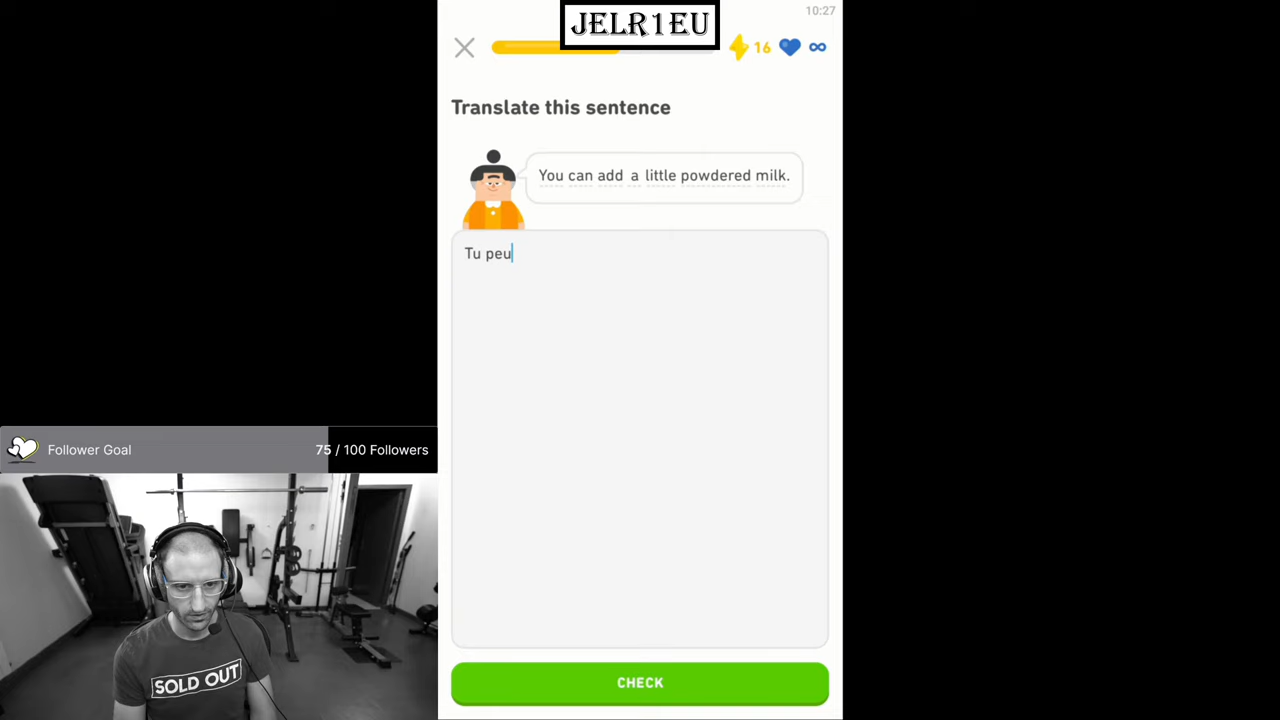 JELR1EU
10:27
16 ∞
Translate this sentence
You can add a little powdered milk.
Tu peu
Follower Goal
75 / 100 Followers
SOLD OUT
CHECK